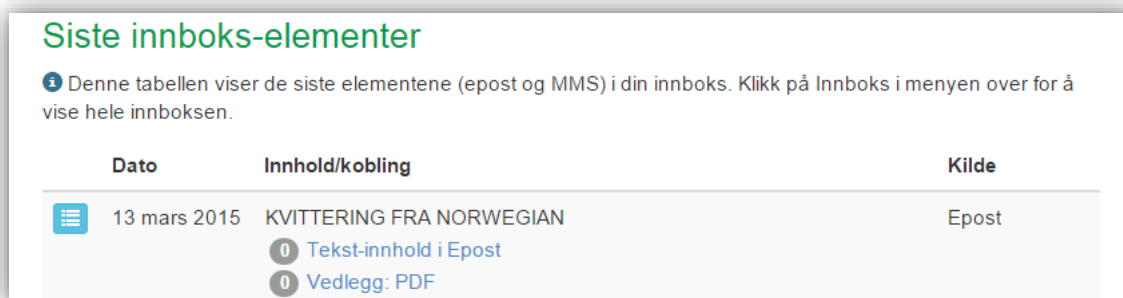 Siste innboks-elementer
Denne tabellen viser de siste elementene (epost og MMS) i din innboks. Klikk på Innboks i menyen over for å
vise hele innboksen.
Dato Innhold/kobling Kilde
13 mars 2015 KVITTERING FRA NORWEGIAN Epost
0 Tekst-innhold i Epost
0 Vedlegg: PDF